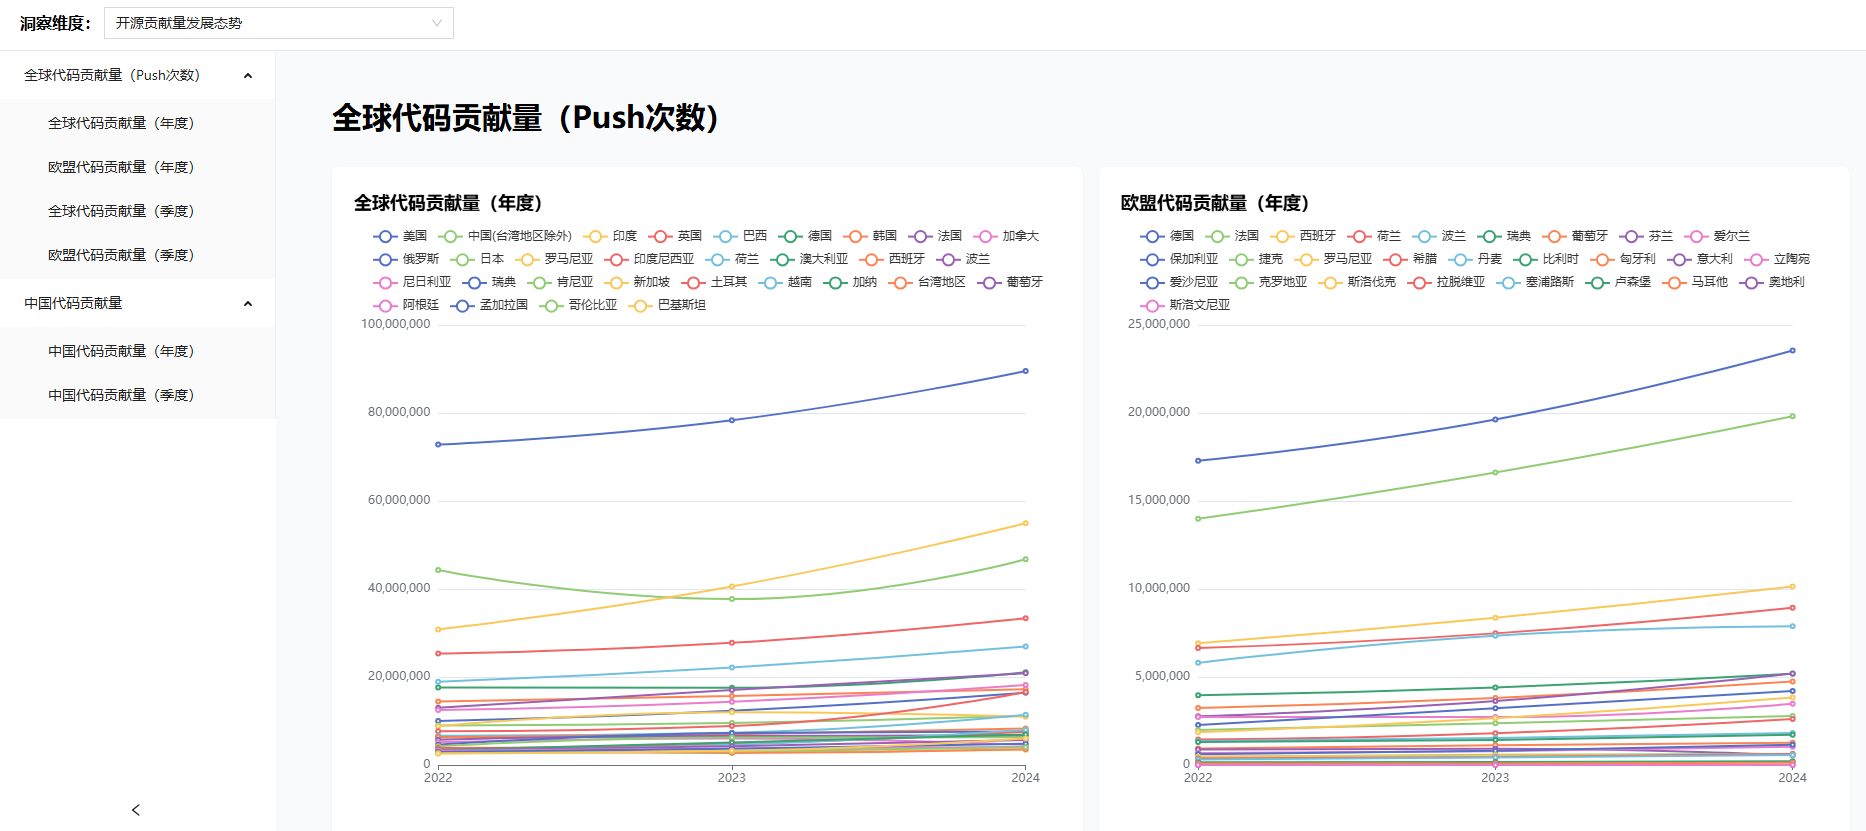 洞察维度： 开源贡献量发展态势
全球代码贡献量（Push次数）
全球代码贡献量（年度）
欧盟代码贡献量（年度）
全球代码贡献量（季度）
欧盟代码贡献量（季度）
中国代码贡献量
中国代码贡献量（年度）
中国代码贡献量（季度）
全球代码贡献量（Push次数）
全球代码贡献量（年度）
美国 中国(台湾地区除外) 印度 英国 巴西 德国 韩国 法国 加拿大
俄罗斯 日本 罗马尼亚 印度尼西亚 荷兰 澳大利亚 西班牙 波兰
尼日利亚 瑞典 肯尼亚 新加坡 土耳其 越南 加纳 台湾地区 葡萄牙
阿根廷 孟加拉国 哥伦比亚 巴基斯坦
100,000,000
80,000,000
60,000,000
40,000,000
20,000,000
0
2022 2023 2024
欧盟代码贡献量（年度）
德国 法国 西班牙 荷兰 波兰 瑞典 葡萄牙 芬兰 爱尔兰
保加利亚 捷克 罗马尼亚 希腊 丹麦 比利时 匈牙利 意大利 立陶宛
爱沙尼亚 克罗地亚 斯洛伐克 拉脱维亚 塞浦路斯 卢森堡 马耳他 奥地利
斯洛文尼亚
25,000,000
20,000,000
15,000,000
10,000,000
5,000,000
0
2022 2023 2024